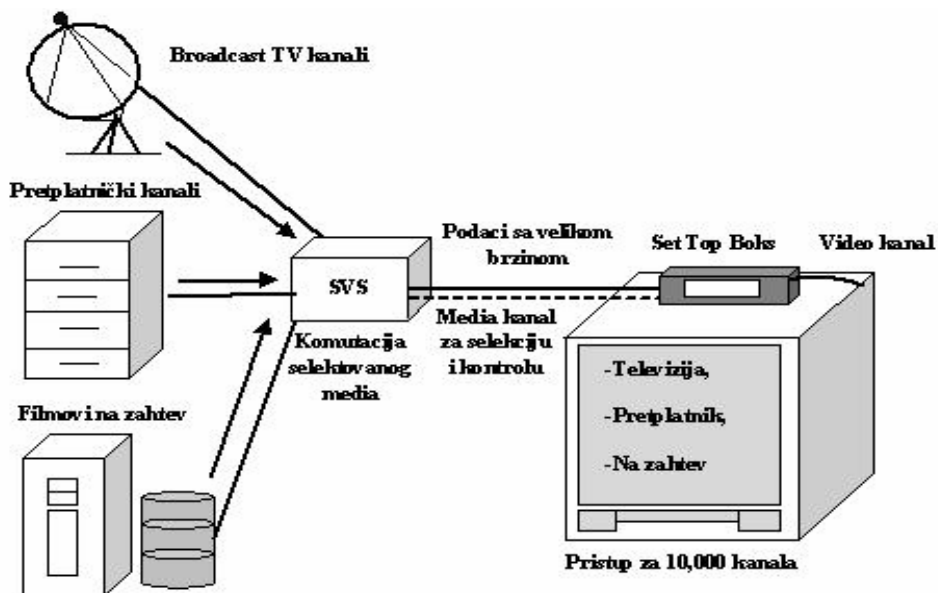 Broadcast TV kanali
Pretplatnički kanali
SVS
Komutacija
selektovanog
media
Podaci sa velikom
brzinom
Media kanal
za selekciju
i kontrolu
Set Top Boks
Video kanal
-Televizija,
-Pretplatnik,
-Na zahtev
Filmovi na zahtev
Pristup za 10,000 kanala